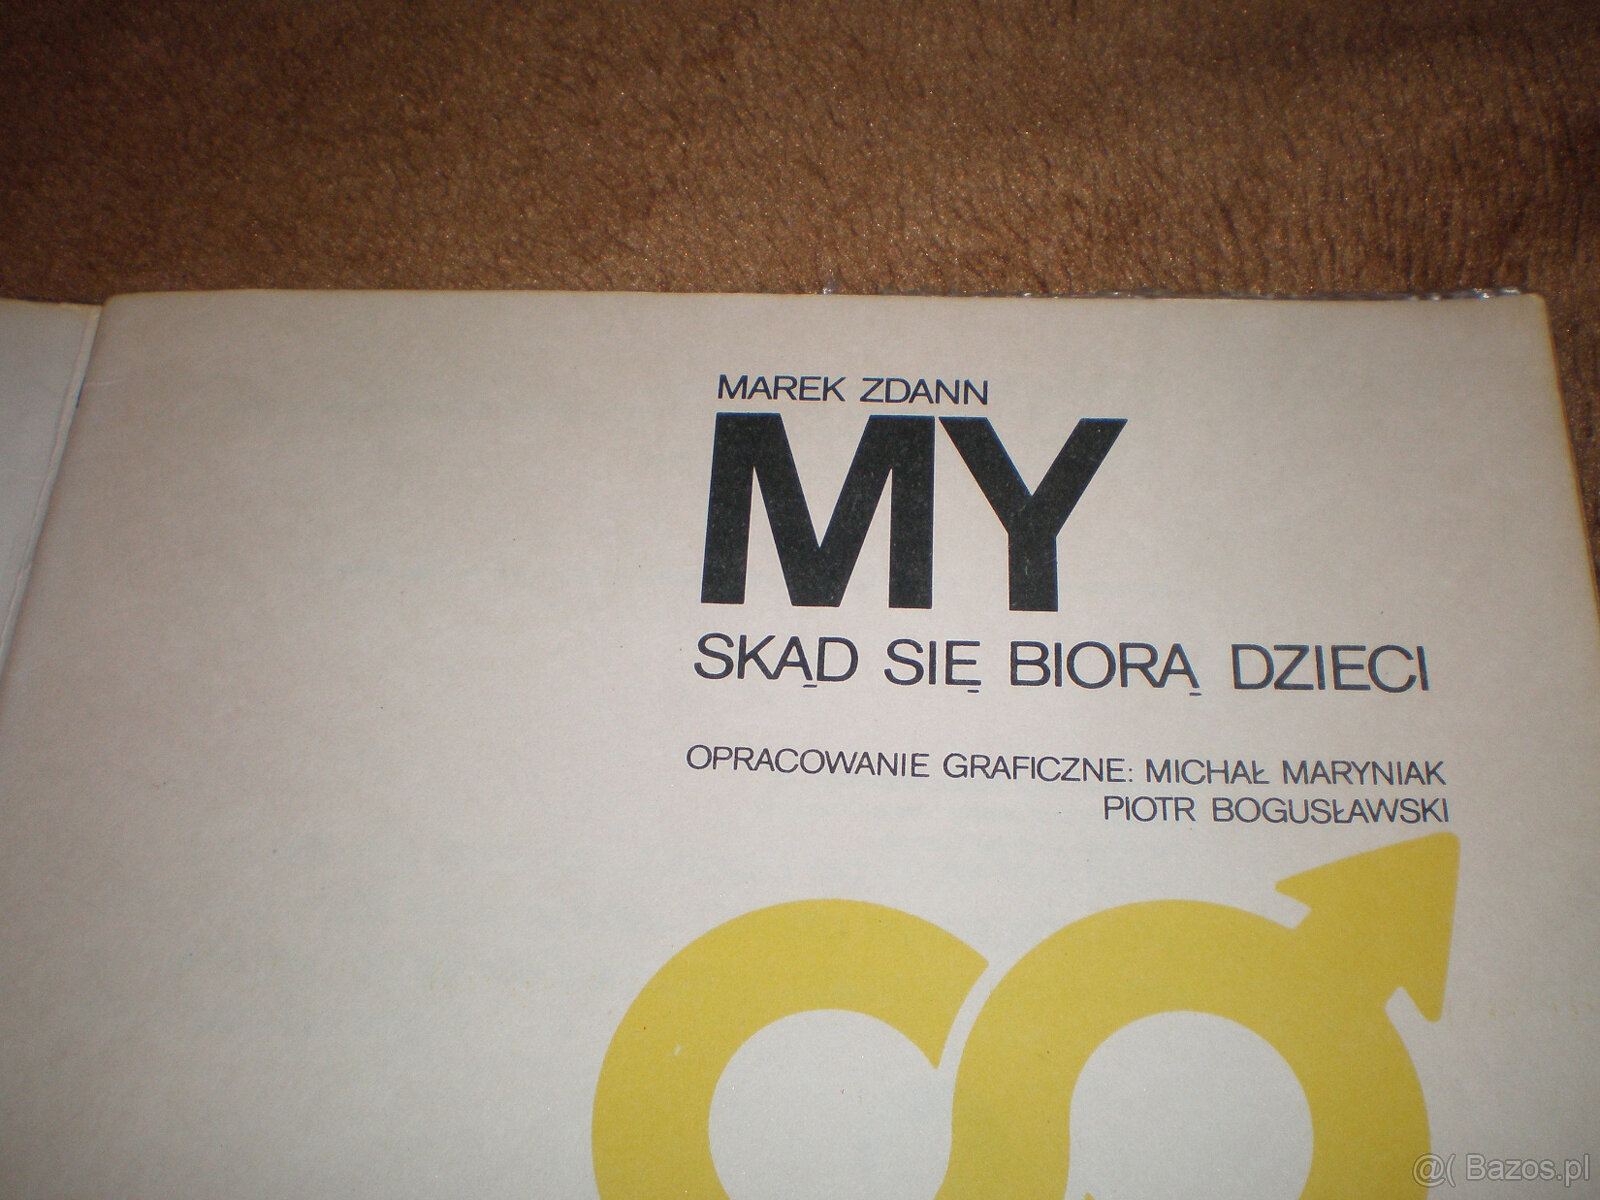 MAREK ZDANN
MY
SKĄD SIĘ BIORĄ DZIECI
OPRACOWANIE GRAFICZNE: MICHAŁ MARYNIAK
PIOTR BOGUSŁAWSKI
@( Bazos.pl